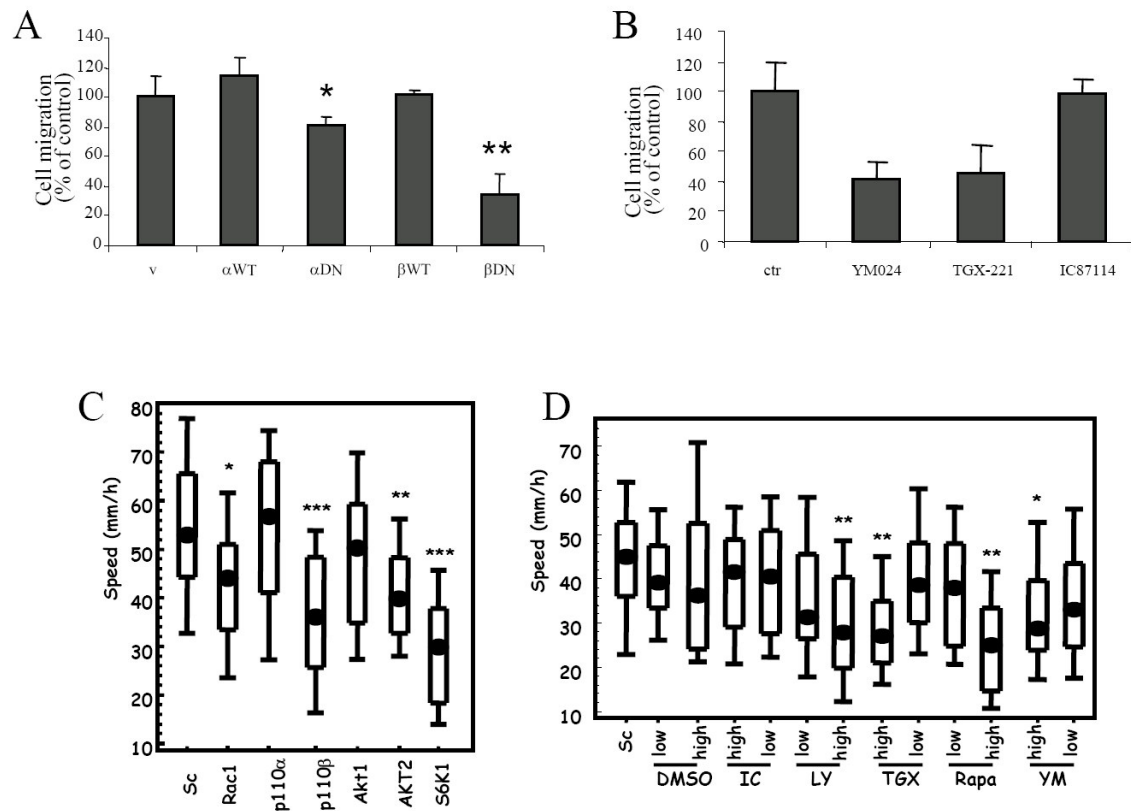 A
Cell migration
(% of control)
140
120
100
80
60
40
20
0
*
**
v αWT αDN βWT βDN
B
Cell migration
(% of control)
140
120
100
80
60
40
20
0
ctr YM024 TGX-221 IC87114
C
Speed (mm/h)
80
70
60
50
40
30
20
10
*
***
**
***
Sc
Rac1
p110α
p110β
Akt1
AKT2
S6K1
D
Speed (mm/h)
70
60
50
40
30
20
10
**
**
**
*
Sc
low
high
high
low
low
high
high
low
low
high
high
low
DMSO IC LY TGX Rapa YM